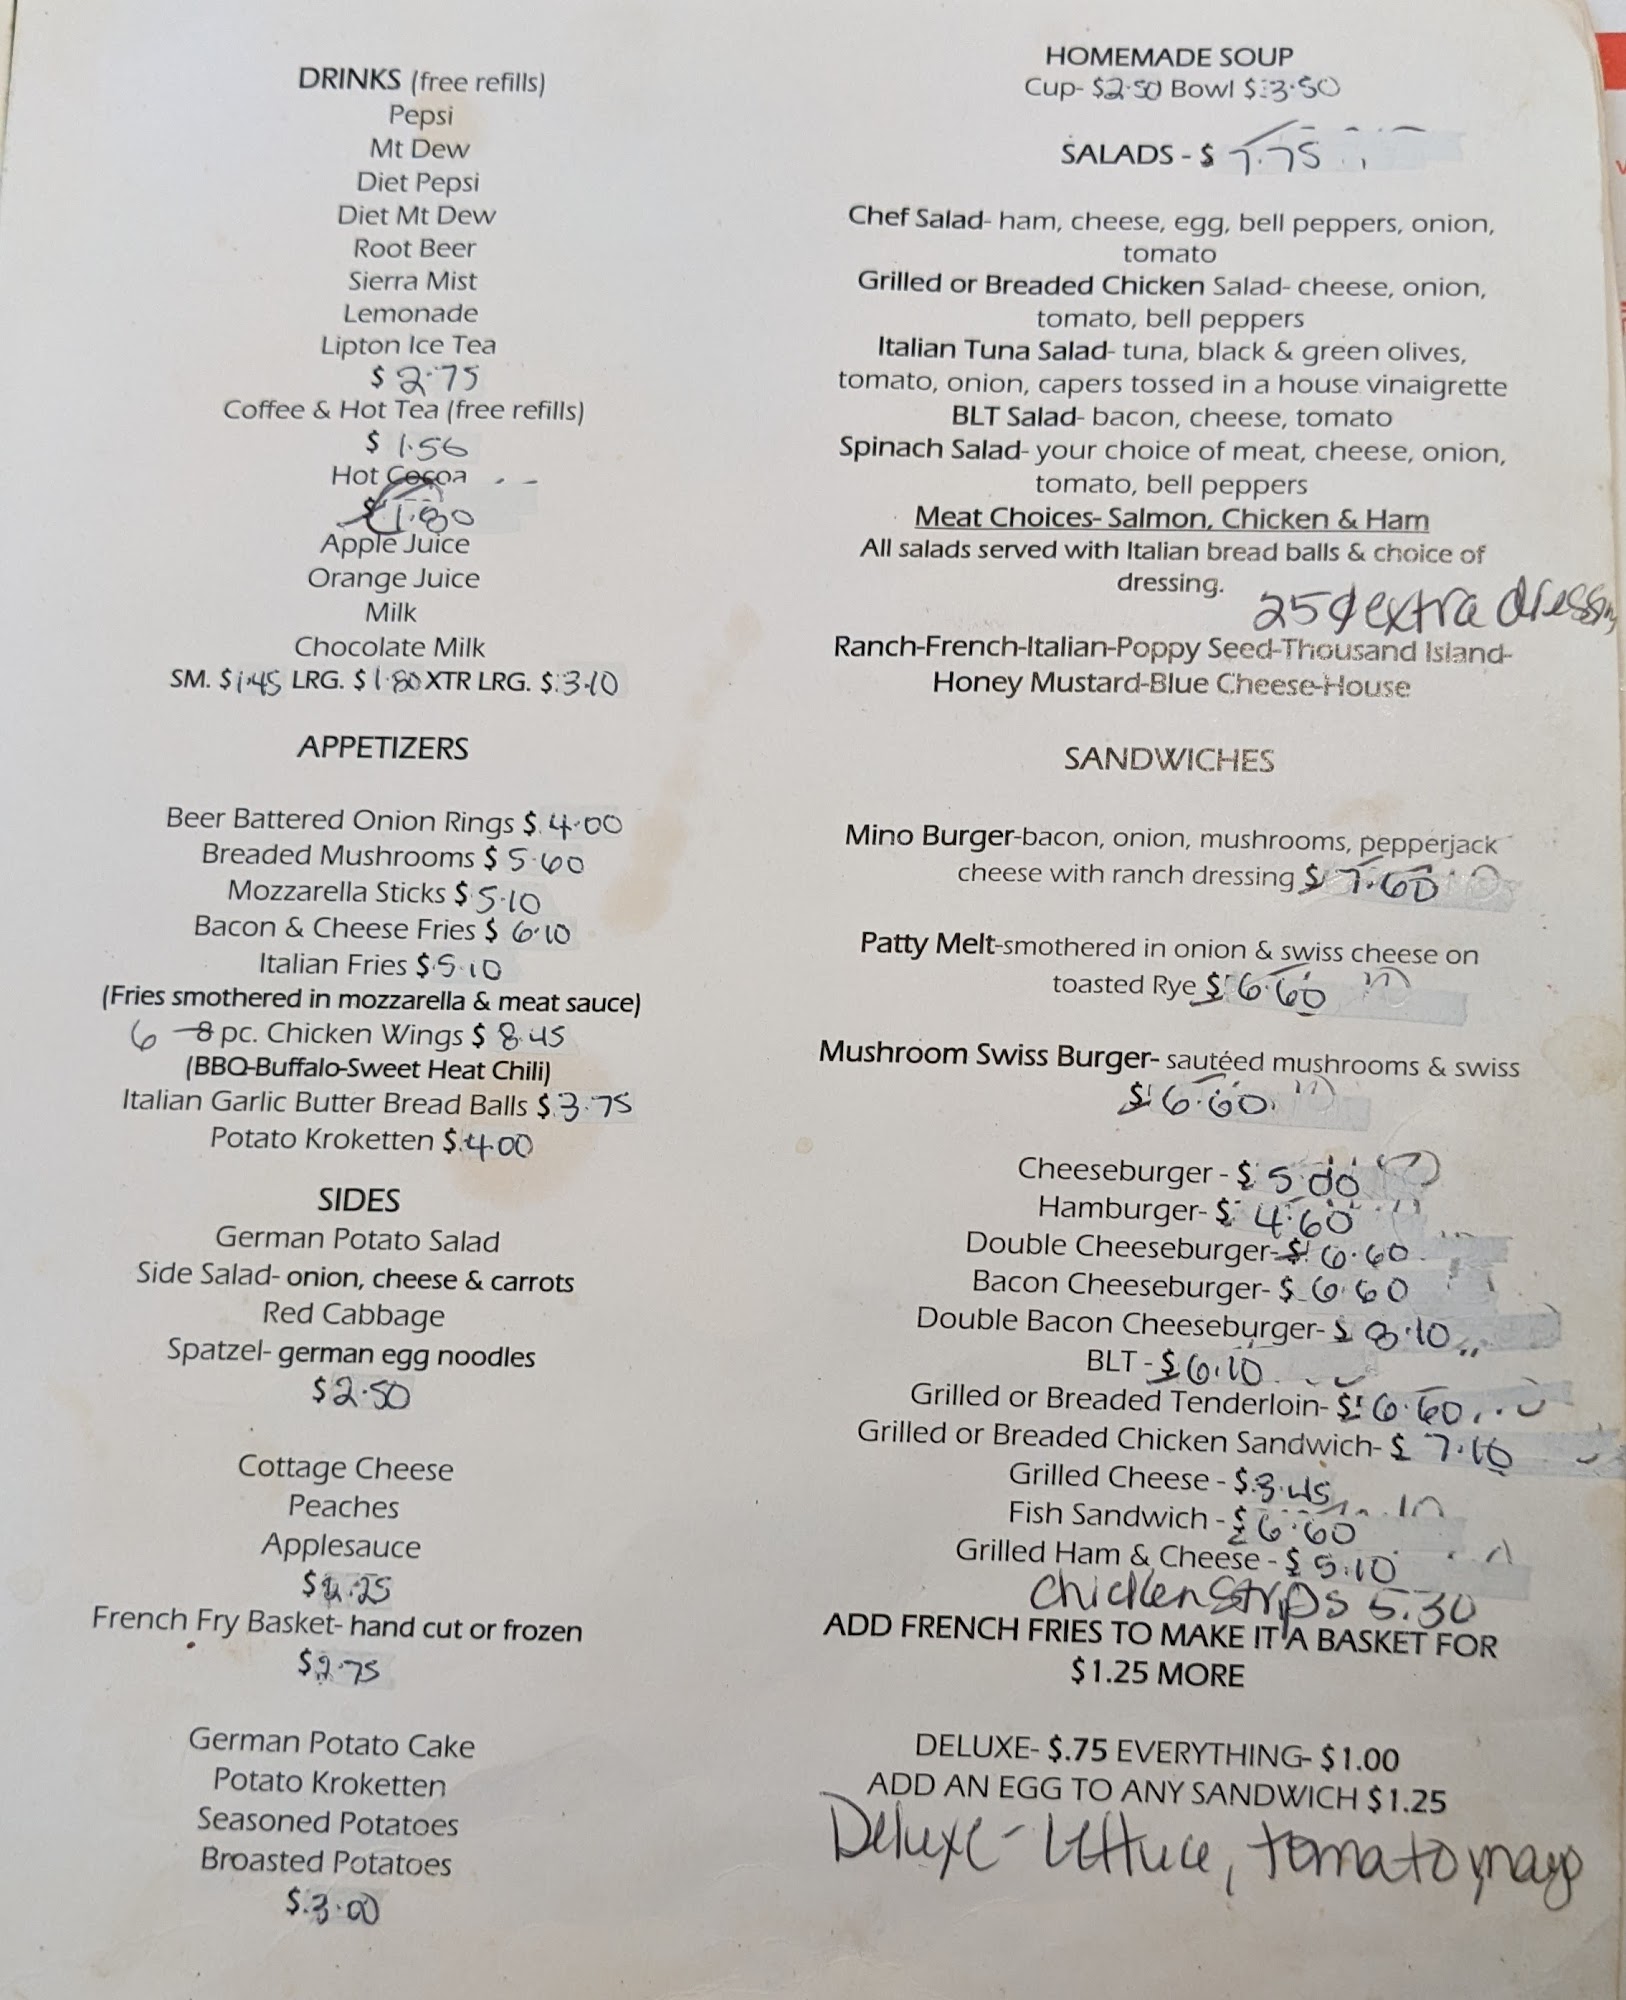 DRINKS (free refills)
Pepsi
Mt Dew
Diet Pepsi
Diet Mt Dew
Root Beer
Sierra Mist
Lemonade
Lipton Ice Tea
$ 2.75
Coffee & Hot Tea (free refills)
$ 1.56
Hot Cocoa
$ 1.80
Apple Juice
Orange Juice
Milk
Chocolate Milk
SM. $1.45 LRG. $ 1.80 XTR LRG. $.3.10
APPETIZERS
Beer Battered Onion Rings $ 4.00
Breaded Mushrooms $ 5.60
Mozzarella Sticks $ 5.10
Bacon & Cheese Fries $ 6.10
Italian Fries $.5.10
(Fries smothered in mozzarella & meat sauce)
6 8 pc. Chicken Wings $ 8.45
(BBQ-Buffalo-Sweet Heat Chili)
Italian Garlic Butter Bread Balls $.3.75
Potato Kroketten $.4.00
SIDES
German Potato Salad
Side Salad- onion, cheese & carrots
Red Cabbage
Spatzel- german egg noodles
$2.50
Cottage Cheese
Peaches
Applesauce
$ .25
French Fry Basket- hand cut or frozen
$2.75
German Potato Cake
Potato Kroketten
Seasoned Potatoes
Broasted Potatoes
$.3.00
HOMEMADE SOUP
Cup- $2.50 Bowl $.3.50
SALADS - $ 7.75
Chef Salad- ham, cheese, egg, bell peppers, onion,
tomato
Grilled or Breaded Chicken Salad- cheese, onion,
tomato, bell peppers
Italian Tuna Salad- tuna, black & green olives,
tomato, onion, capers tossed in a house vinaigrette
BLT Salad- bacon, cheese, tomato
Spinach Salad- your choice of meat, cheese, onion,
tomato, bell peppers
Meat Choices- Salmon, Chicken & Ham
All salads served with Italian bread balls & choice of
dressing.
25¢ extra dressing
Ranch-French-Italian-Poppy Seed-Thousand Island-
Honey Mustard-Blue Cheese-House
SANDWICHES
Mino Burger-bacon, onion, mushrooms, pepperjack
cheese with ranch dressing $ 7.60
Patty Melt-smothered in onion & swiss cheese on
toasted Rye $ 6.60
Mushroom Swiss Burger- sautéed mushrooms & swiss
$ 6.60
Cheeseburger - $ 5.00
Hamburger- $ 4.60
Double Cheeseburger- $ 6.60
Bacon Cheeseburger- $ 6.60
Double Bacon Cheeseburger- $ 8.10
BLT - $ 6.10
Grilled or Breaded Tenderloin- $ 6.60
Grilled or Breaded Chicken Sandwich- $ 7.10
Grilled Cheese - $.3.45
Fish Sandwich - $ 6.60
Grilled Ham & Cheese - $ 5.10
Chicken Strips 5.30
ADD FRENCH FRIES TO MAKE IT A BASKET FOR
$1.25 MORE
DELUXE- $.75 EVERYTHING- $1.00
ADD AN EGG TO ANY SANDWICH $1.25
Deluxe - Lettuce, tomato, mayo